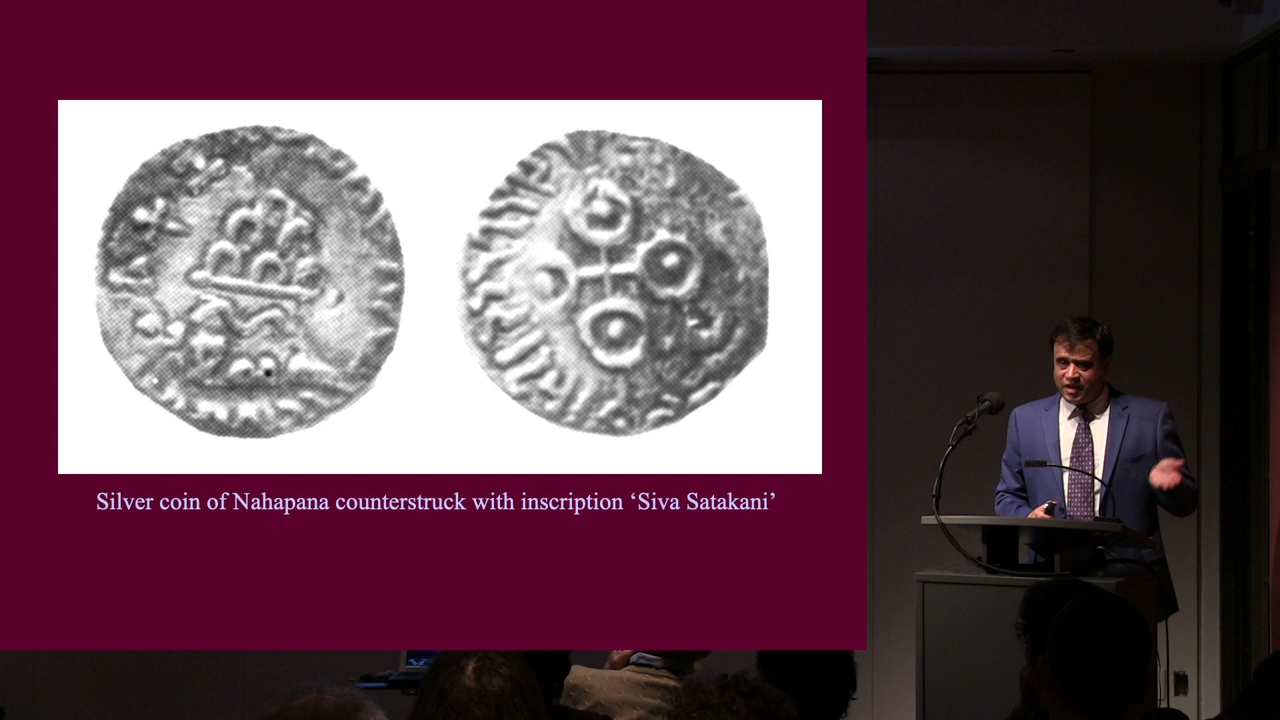 Silver coin of Nahapana counterstruck with inscription ‘Siva Satakani’